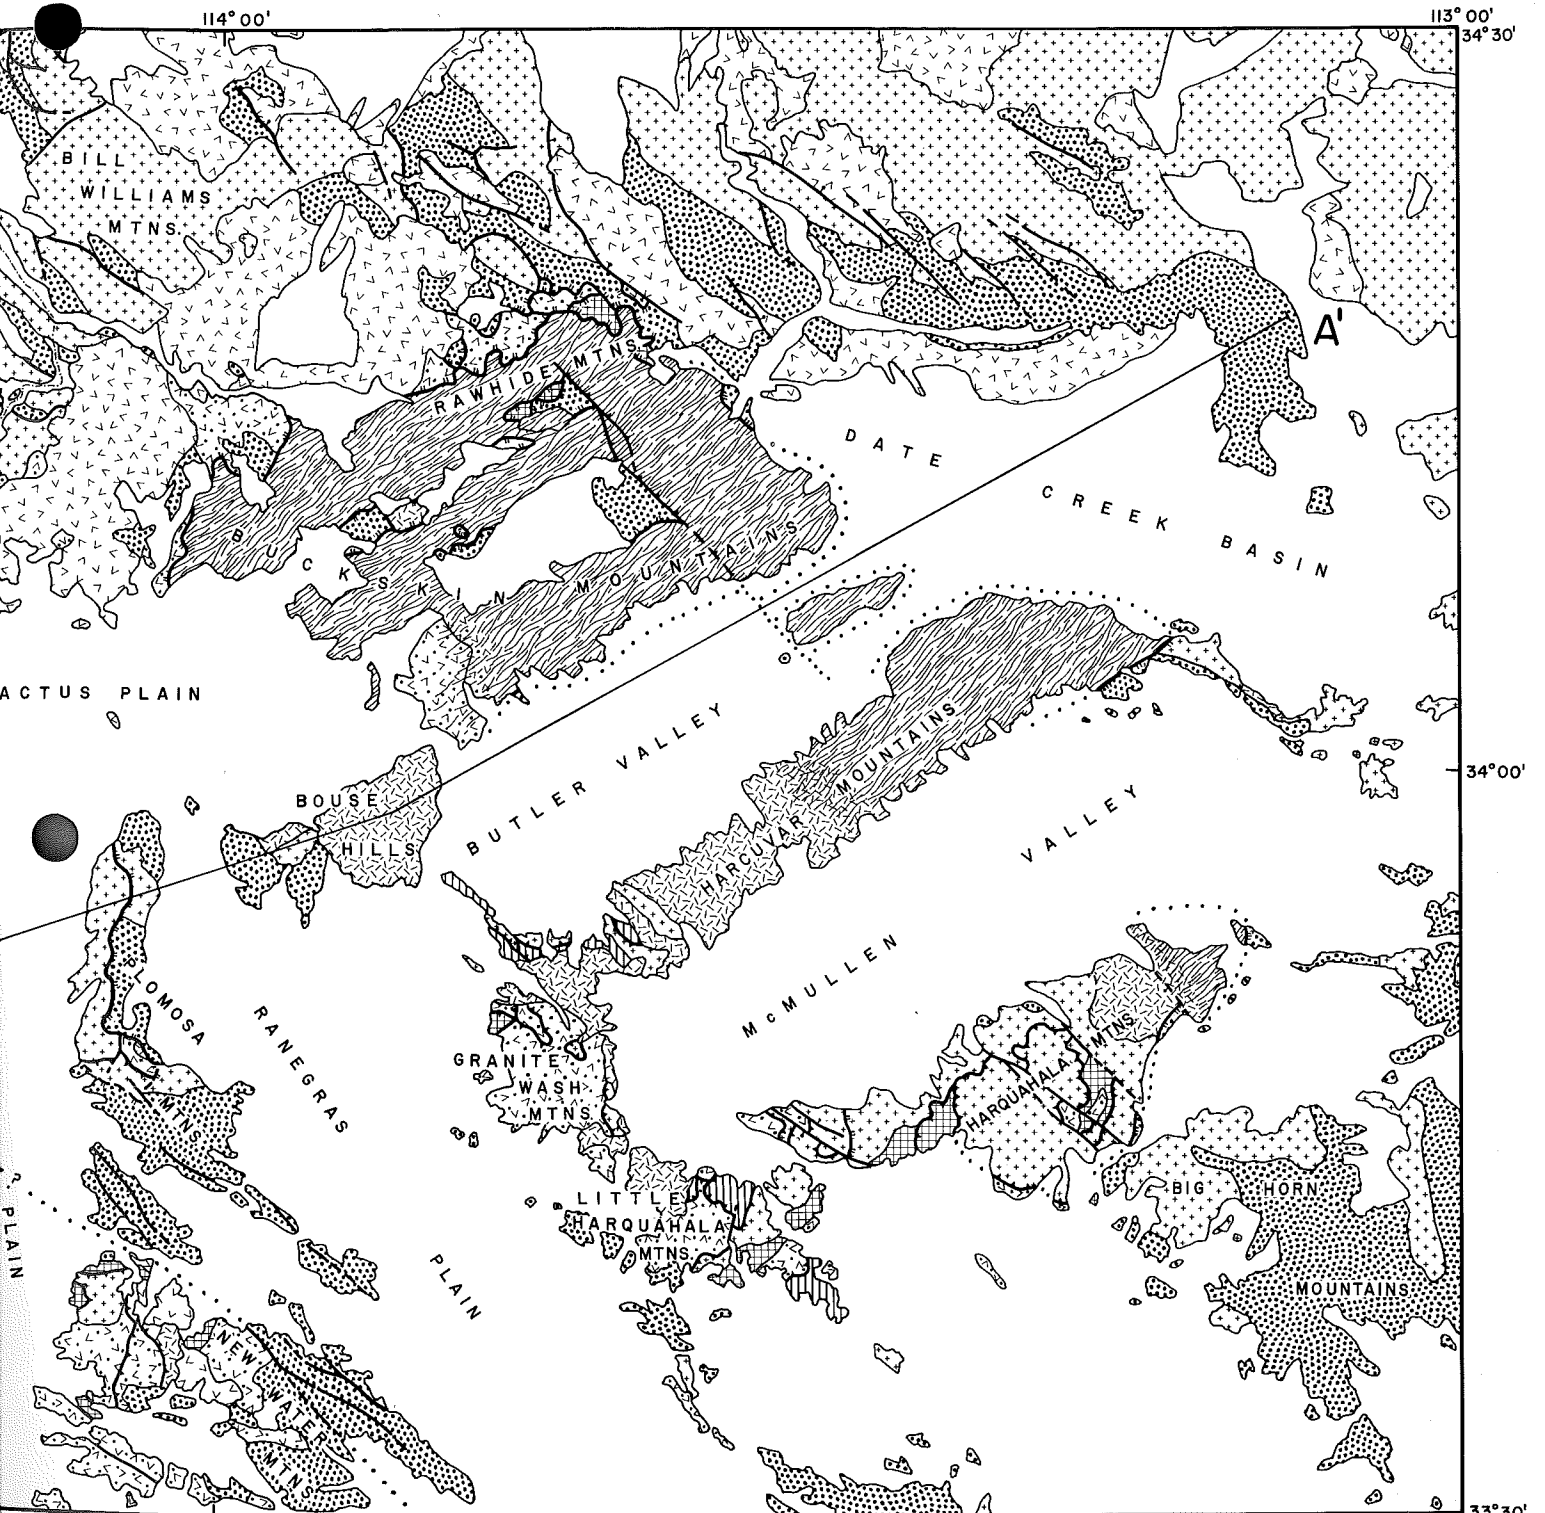 114°00'
113°00'
34°30'
BILL
WILLIAMS
MTNS.
A'
RAWHIDE MTNS.
DATE
CREEK BASIN
BUCKSKIN MOUNTAINS
ACTUS PLAIN
BUTLER VALLEY
34°00'
BOUSE
HILLS
HARCUVAR MOUNTAINS
McMULLEN VALLEY
PLOMOSA
MTNS.
RANEGRAS
PLAIN
GRANITE
WASH
MTNS.
HARQUAHALA MTNS.
?
PLAIN
LITTLE
HARQUAHALA
MTNS.
BIG HORN
MOUNTAINS
NEW
WATER
MTNS.
33°30'